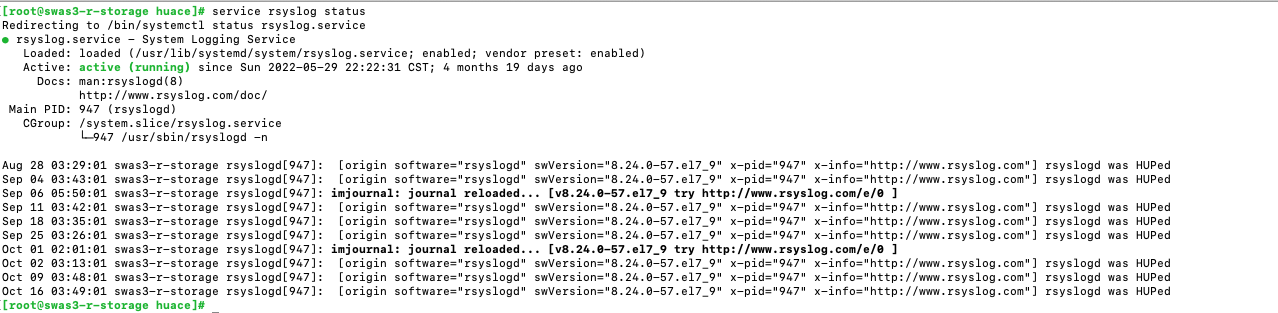 [root@swas3-r-storage huace]# service rsyslog status
Redirecting to /bin/systemctl status rsyslog.service
● rsyslog.service - System Logging Service
   Loaded: loaded (/usr/lib/systemd/system/rsyslog.service; enabled; vendor preset: enabled)
   Active: active (running) since Sun 2022-05-29 22:22:31 CST; 4 months 19 days ago
     Docs: man:rsyslogd(8)
           http://www.rsyslog.com/doc/
 Main PID: 947 (rsyslogd)
   CGroup: /system.slice/rsyslog.service
           └─947 /usr/sbin/rsyslogd -n

Aug 28 03:29:01 swas3-r-storage rsyslogd[947]:  [origin software="rsyslogd" swVersion="8.24.0-57.el7_9" x-pid="947" x-info="http://www.rsyslog.com"] rsyslogd was HUPed
Sep 04 03:43:01 swas3-r-storage rsyslogd[947]:  [origin software="rsyslogd" swVersion="8.24.0-57.el7_9" x-pid="947" x-info="http://www.rsyslog.com"] rsyslogd was HUPed
Sep 06 05:50:01 swas3-r-storage rsyslogd[947]: imjournal: journal reloaded... [v8.24.0-57.el7_9 try http://www.rsyslog.com/e/0 ]
Sep 11 03:42:01 swas3-r-storage rsyslogd[947]:  [origin software="rsyslogd" swVersion="8.24.0-57.el7_9" x-pid="947" x-info="http://www.rsyslog.com"] rsyslogd was HUPed
Sep 18 03:35:01 swas3-r-storage rsyslogd[947]:  [origin software="rsyslogd" swVersion="8.24.0-57.el7_9" x-pid="947" x-info="http://www.rsyslog.com"] rsyslogd was HUPed
Sep 25 03:26:01 swas3-r-storage rsyslogd[947]:  [origin software="rsyslogd" swVersion="8.24.0-57.el7_9" x-pid="947" x-info="http://www.rsyslog.com"] rsyslogd was HUPed
Oct 01 02:01:01 swas3-r-storage rsyslogd[947]: imjournal: journal reloaded... [v8.24.0-57.el7_9 try http://www.rsyslog.com/e/0 ]
Oct 02 03:13:01 swas3-r-storage rsyslogd[947]:  [origin software="rsyslogd" swVersion="8.24.0-57.el7_9" x-pid="947" x-info="http://www.rsyslog.com"] rsyslogd was HUPed
Oct 09 03:48:01 swas3-r-storage rsyslogd[947]:  [origin software="rsyslogd" swVersion="8.24.0-57.el7_9" x-pid="947" x-info="http://www.rsyslog.com"] rsyslogd was HUPed
Oct 16 03:49:01 swas3-r-storage rsyslogd[947]:  [origin software="rsyslogd" swVersion="8.24.0-57.el7_9" x-pid="947" x-info="http://www.rsyslog.com"] rsyslogd was HUPed
[root@swas3-r-storage huace]# _